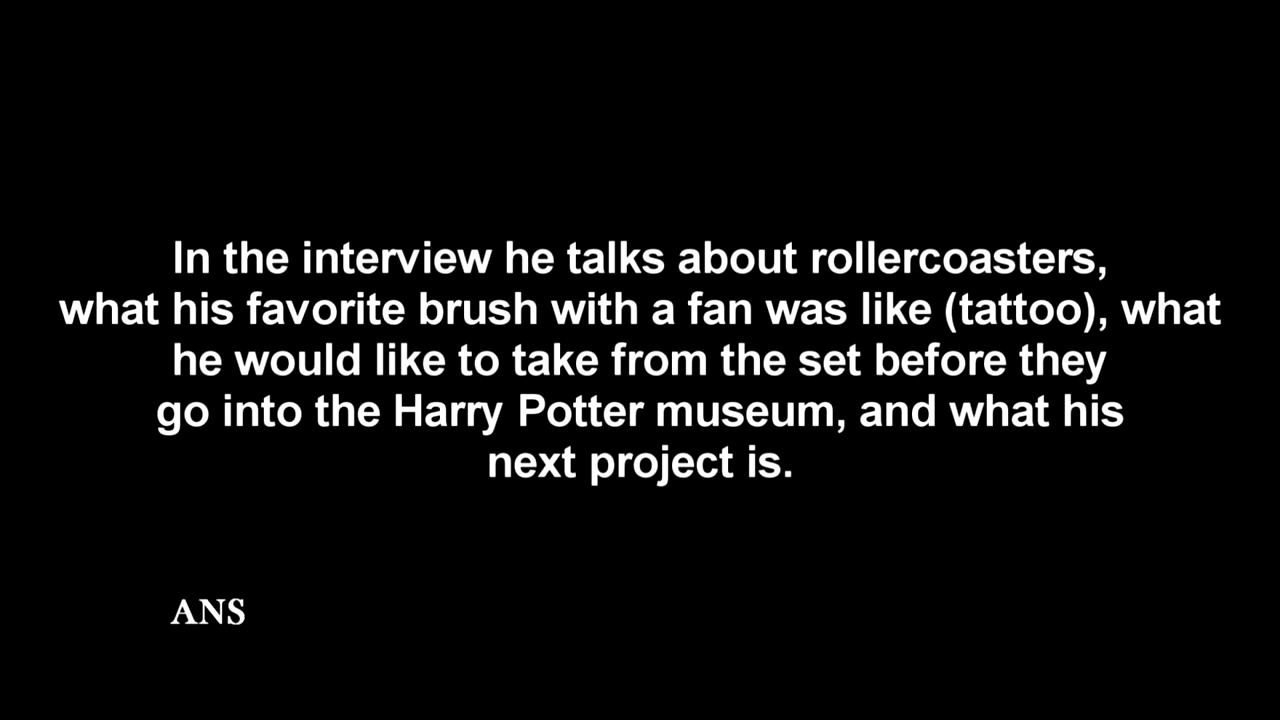 In the interview he talks about rollercoasters,
what his favorite brush with a fan was like (tattoo), what
he would like to take from the set before they
go into the Harry Potter museum, and what his
next project is.
ANS